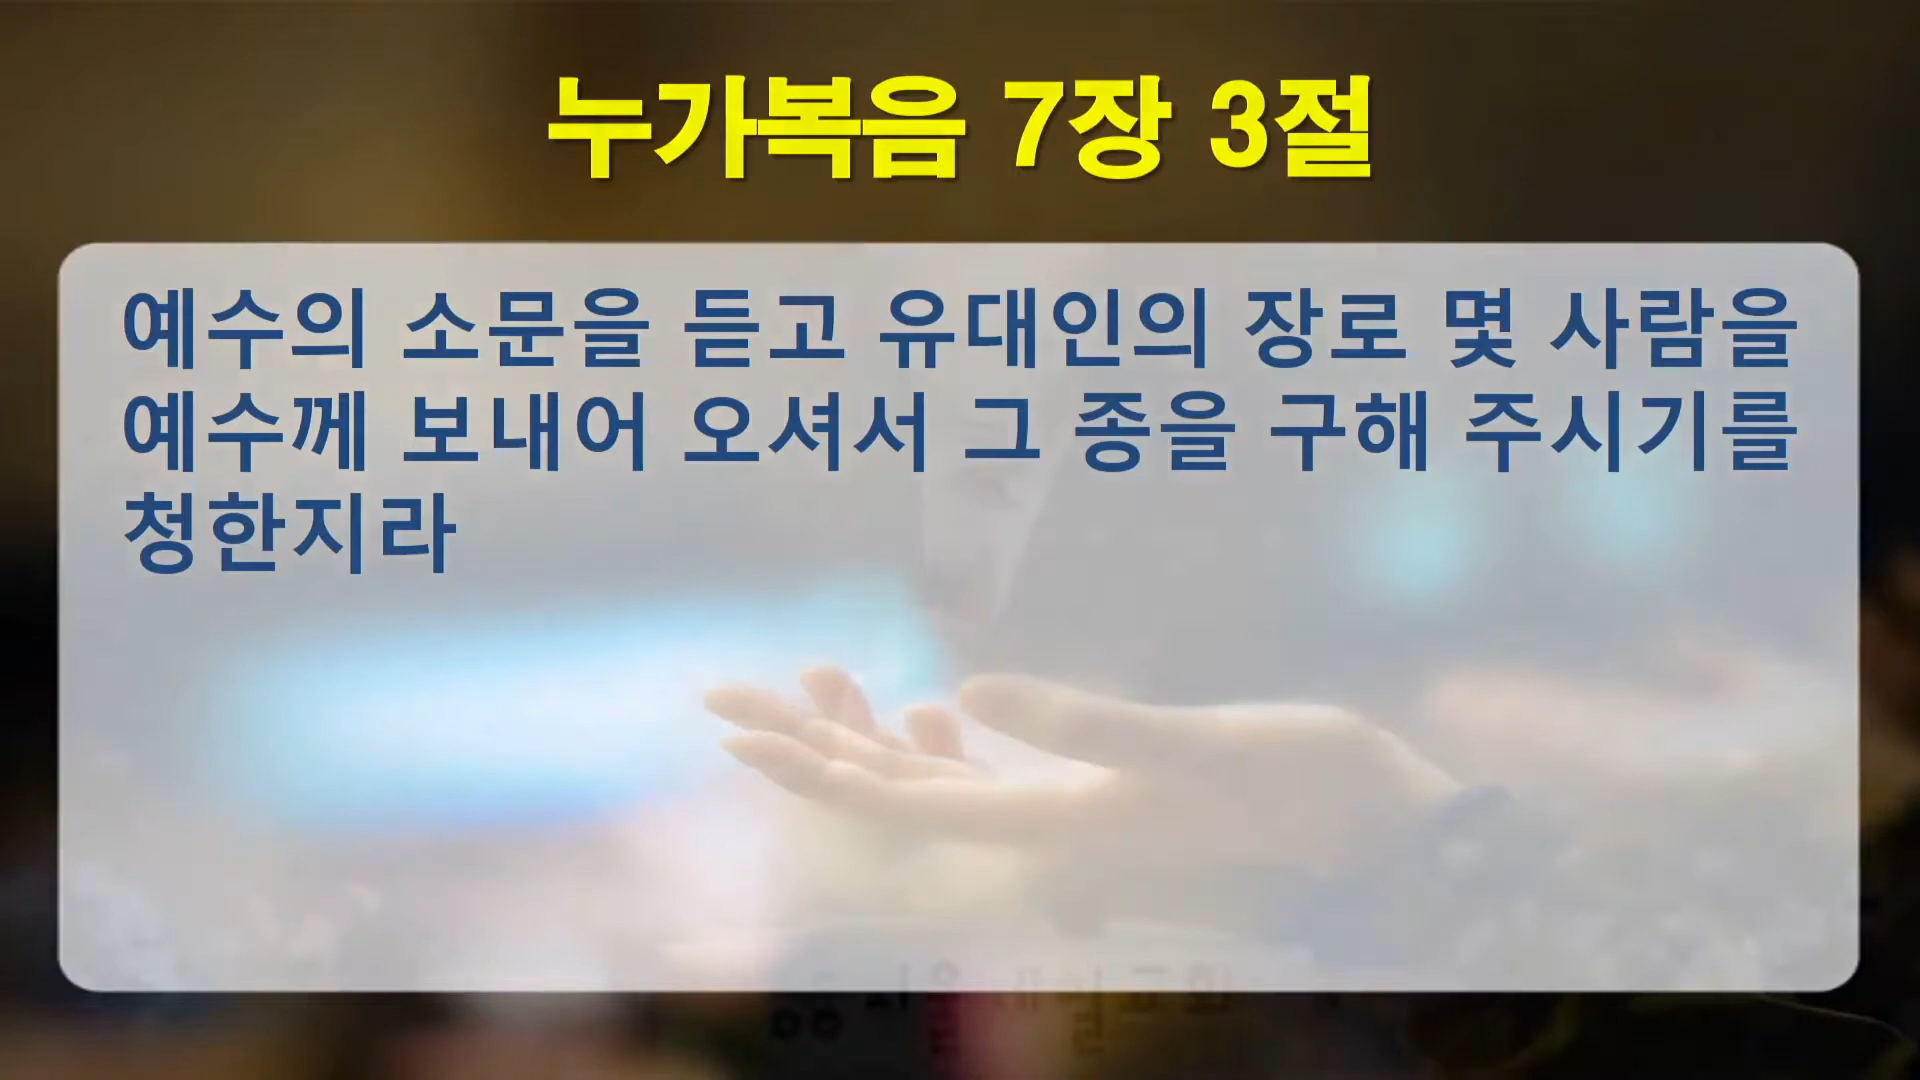 누가복음 7장 3절
예수의 소문을 듣고 유대인의 장로 몇 사람을
예수께 보내어 오셔서 그 종을 구해 주시기를
청한지라